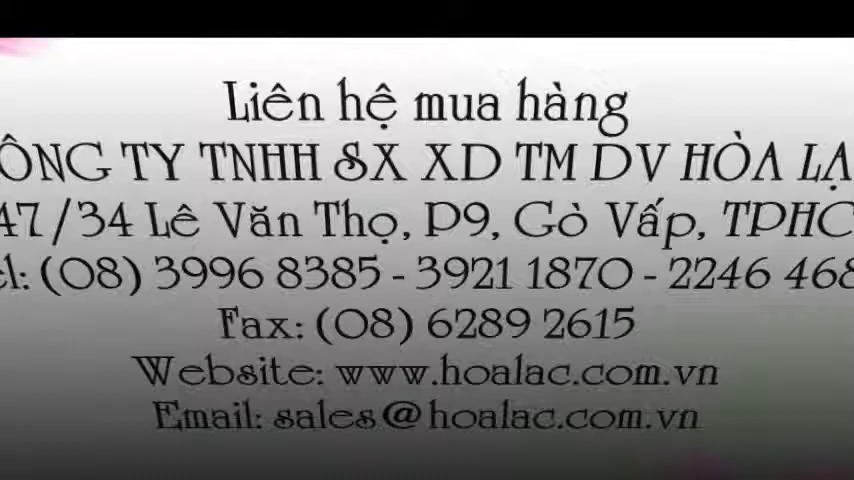 Liên hệ mua hàng
ÔNG TY TNHH SX XD TM DV HÒA LẠ
47/34 Lê Văn Thọ, P9, Gò Vấp, TPHC
el: (08) 3996 8385 - 3921 1870 - 2246 468
Fax: (08) 6289 2615
Website: www.hoalac.com.vn
Email: sales@hoalac.com.vn